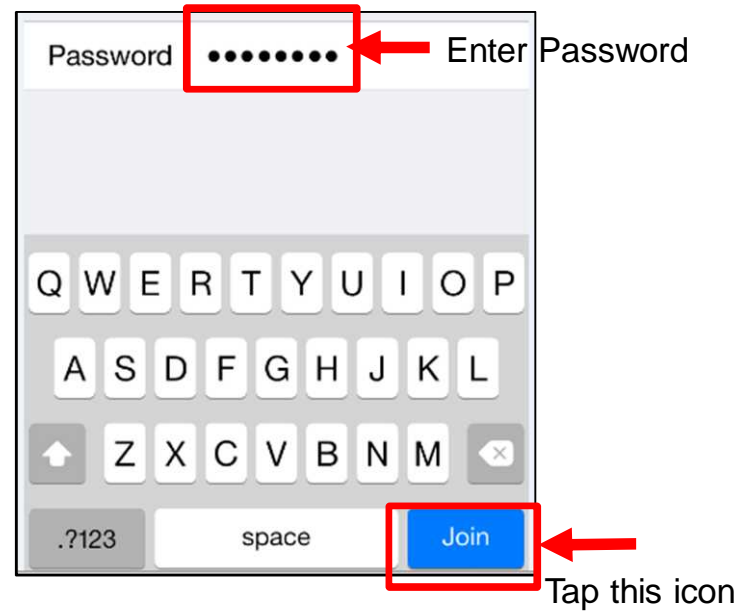 Password •••••••• Enter Password
Q W E R T Y U I O P
A S D F G H J K L
Z X C V B N M
.?123 space Join
Tap this icon